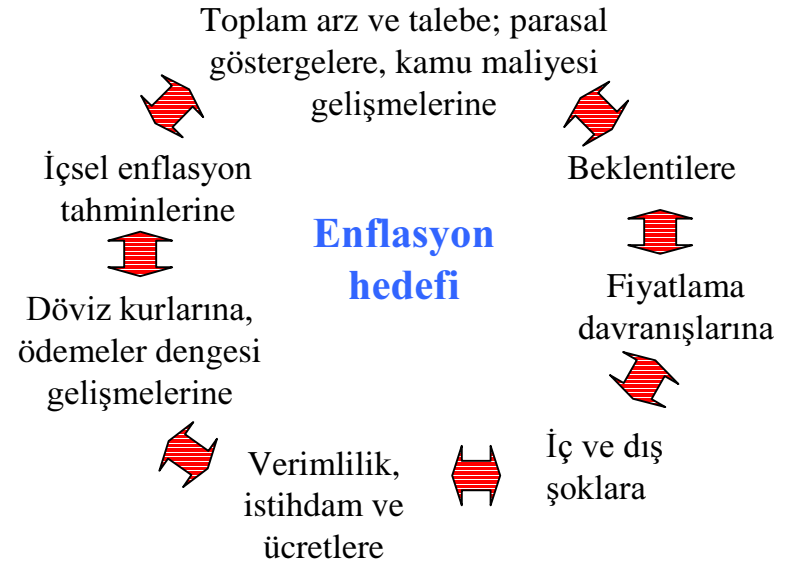 Toplam arz ve talebe; parasal
göstergelere, kamu maliyesi
gelişmelerine
İçsel enflasyon
tahminlerine
Beklentilere
Enflasyon
hedefi
Döviz kurlarına,
ödemeler dengesi
gelişmelerine
Fiyatlama
davranışlarına
Verimlilik,
istihdam ve
ücretlere
İç ve dış
şoklara